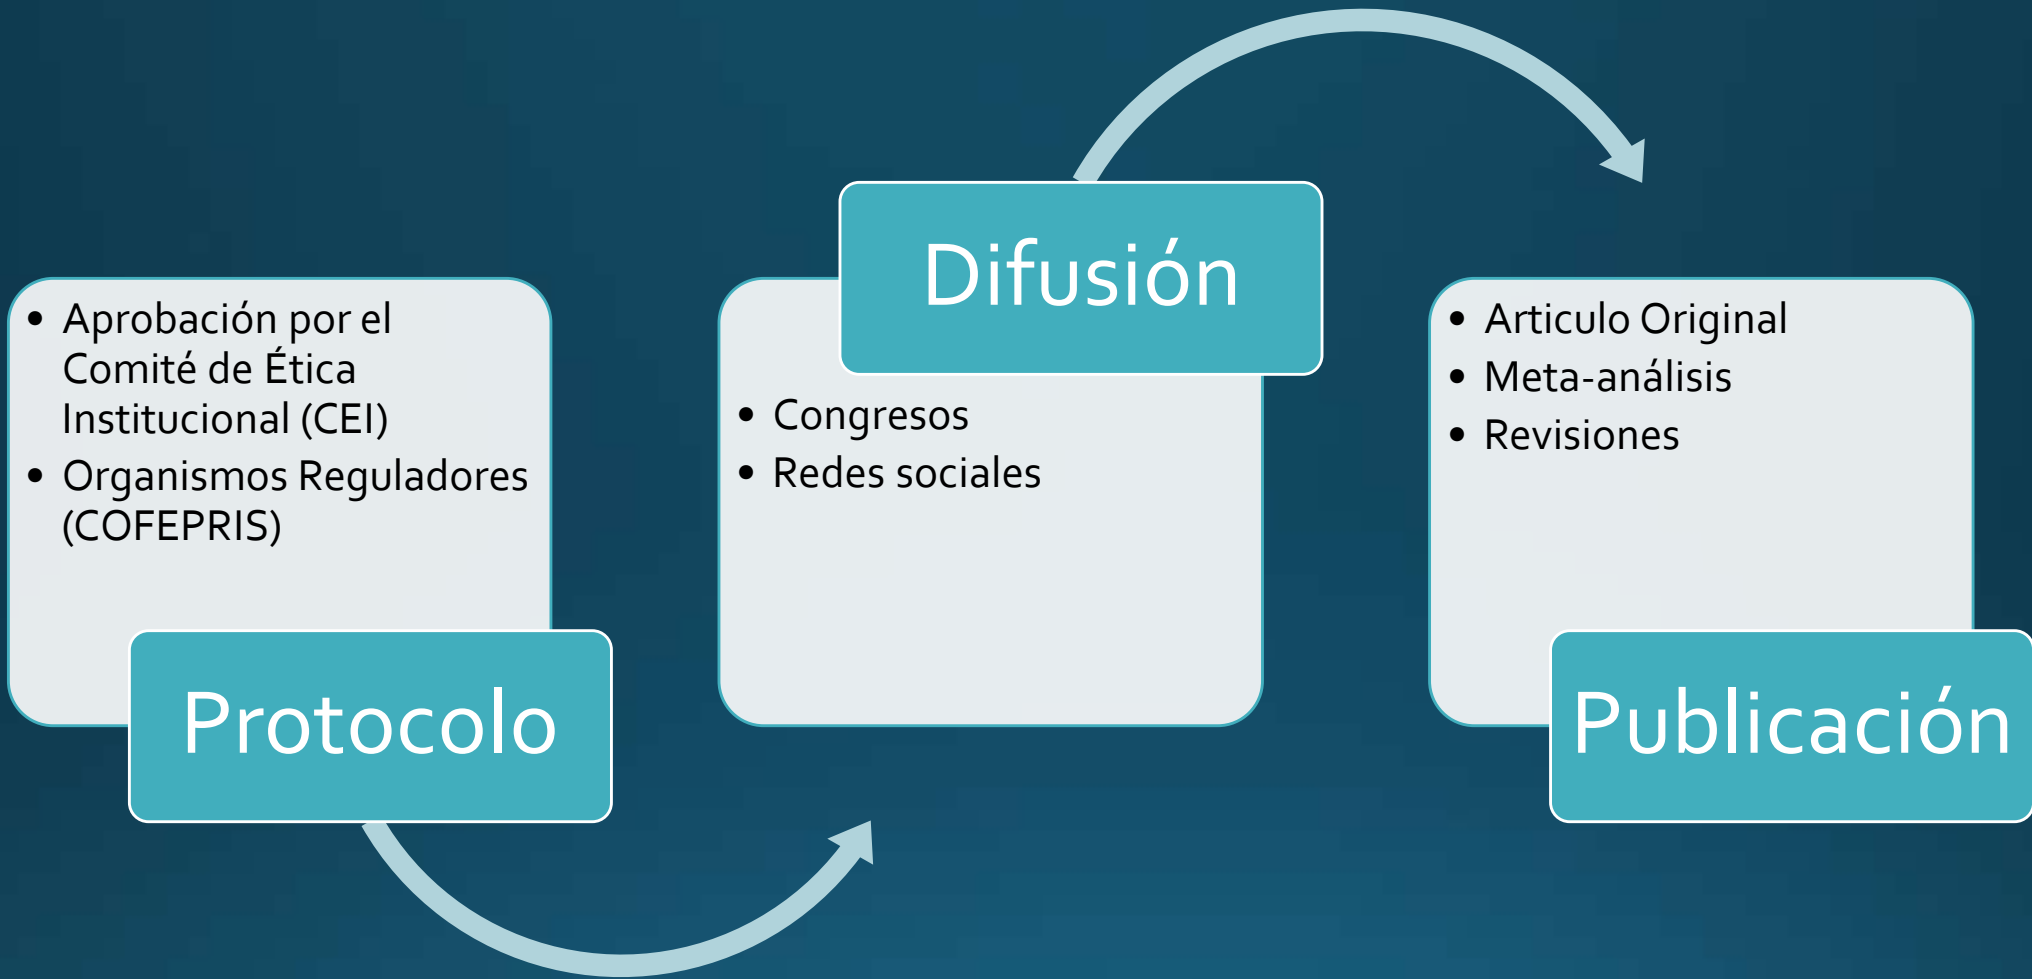 • Aprobación por el
Comité de Ética
Institucional (CEI)
• Organismos Reguladores
(COFEPRIS)
Protocolo
Difusión
• Congresos
• Redes sociales
• Articulo Original
• Meta-análisis
• Revisiones
Publicación